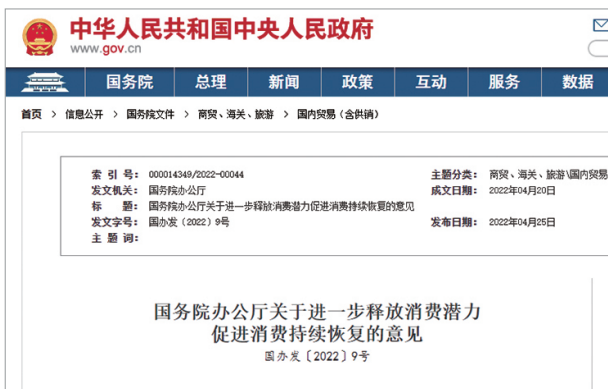 中华人民共和国中央人民政府
www.gov.cn
国务院 总理 新闻 政策 互动 服务 数据
首页 > 信息公开 > 国务院文件 > 商贸、海关、旅游 > 国内贸易（含供销）
索 引 号： 000014349/2022-00044 主题分类： 商贸、海关、旅游\国内贸易
发文机关： 国务院办公厅 成文日期： 2022年04月20日
标　　题： 国务院办公厅关于进一步释放消费潜力促进消费持续恢复的意见
发文字号： 国办发〔2022〕9号 发布日期： 2022年04月25日
主 题 词：
国务院办公厅关于进一步释放消费潜力
促进消费持续恢复的意见
国办发〔2022〕9号